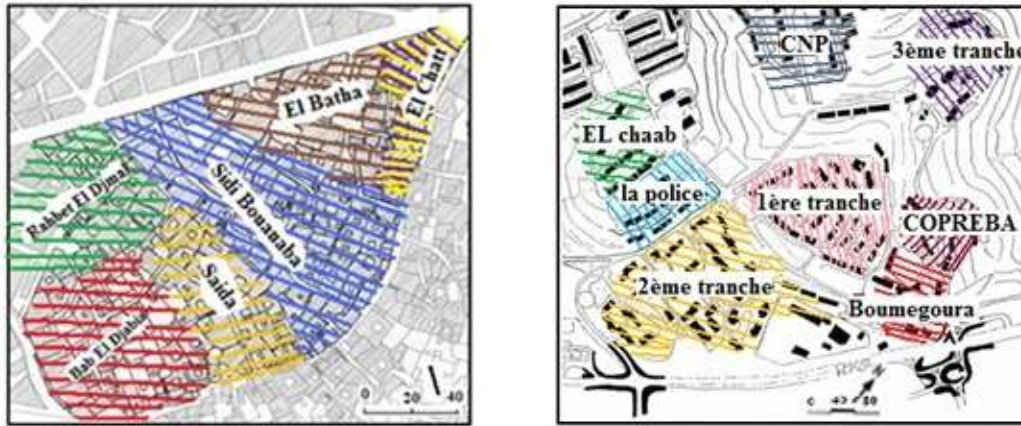 El Batha
El Chatt
Sidi Bouanaba
Rahbet El Djmal
Saida
Bab El Djabia
0 20 40
CNP
3ème tranche
EL chaab
la police
1ère tranche
COPREBA
2ème tranche
Boumegoura
N